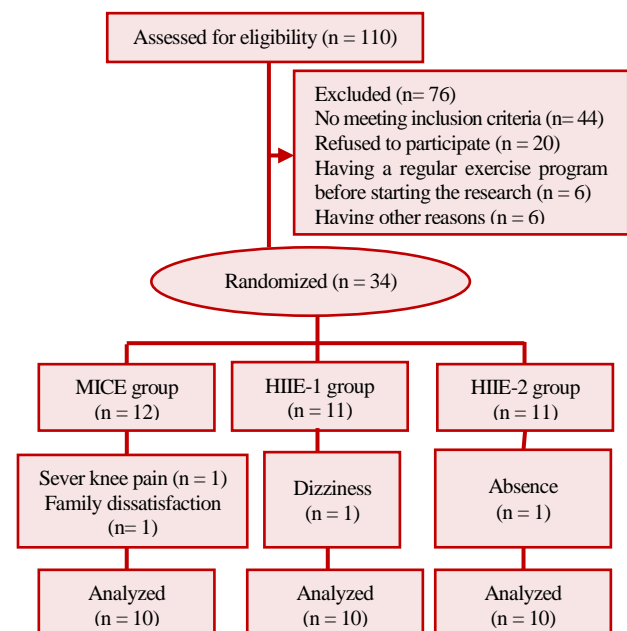 Assessed for eligibility (n = 110)
Excluded (n= 76)
No meeting inclusion criteria (n= 44)
Refused to participate (n = 20)
Having a regular exercise program
before starting the research (n = 6)
Having other reasons (n = 6)
Randomized (n = 34)
MICE group
(n = 12)
HIIE-1 group
(n = 11)
HIIE-2 group
(n = 11)
Sever knee pain (n = 1)
Family dissatisfaction
(n= 1)
Dizziness
(n = 1)
Absence
(n = 1)
Analyzed
(n = 10)
Analyzed
(n = 10)
Analyzed
(n = 10)